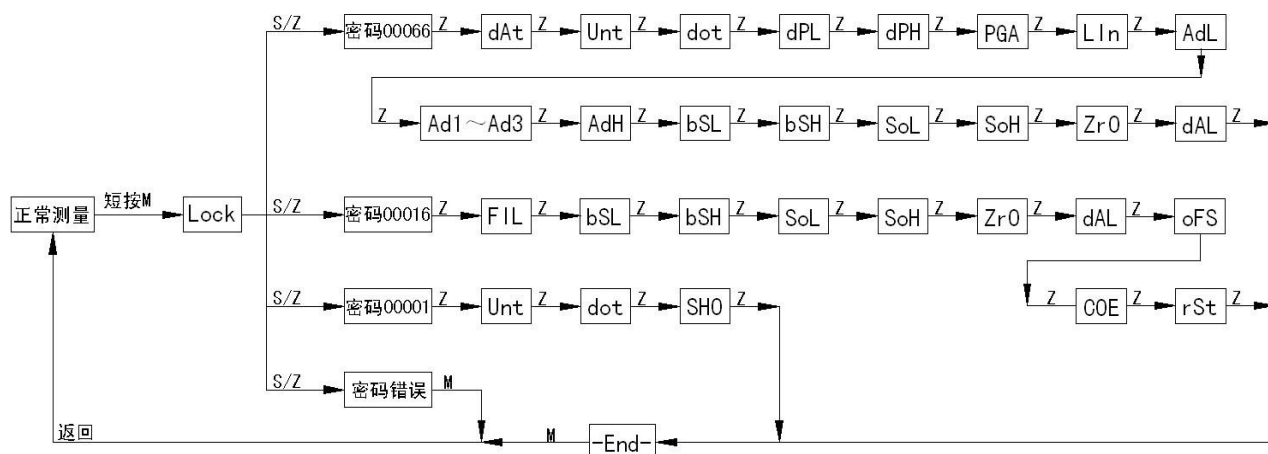 S/Z 密码00066 Z dAt Z Unt Z dot Z dPL Z dPH Z PGA Z LIn Z AdL
Z Ad1～Ad3 Z AdH Z bSL Z bSH Z SoL Z SoH Z Zr0 Z dAL Z
正常测量 短按M Lock S/Z 密码00016 Z FIL Z bSL Z bSH Z SoL Z SoH Z Zr0 Z dAL Z oFS
S/Z 密码00001 Z Unt Z dot Z SHO Z Z COE Z rSt Z
S/Z 密码错误 M
返回 M -End-